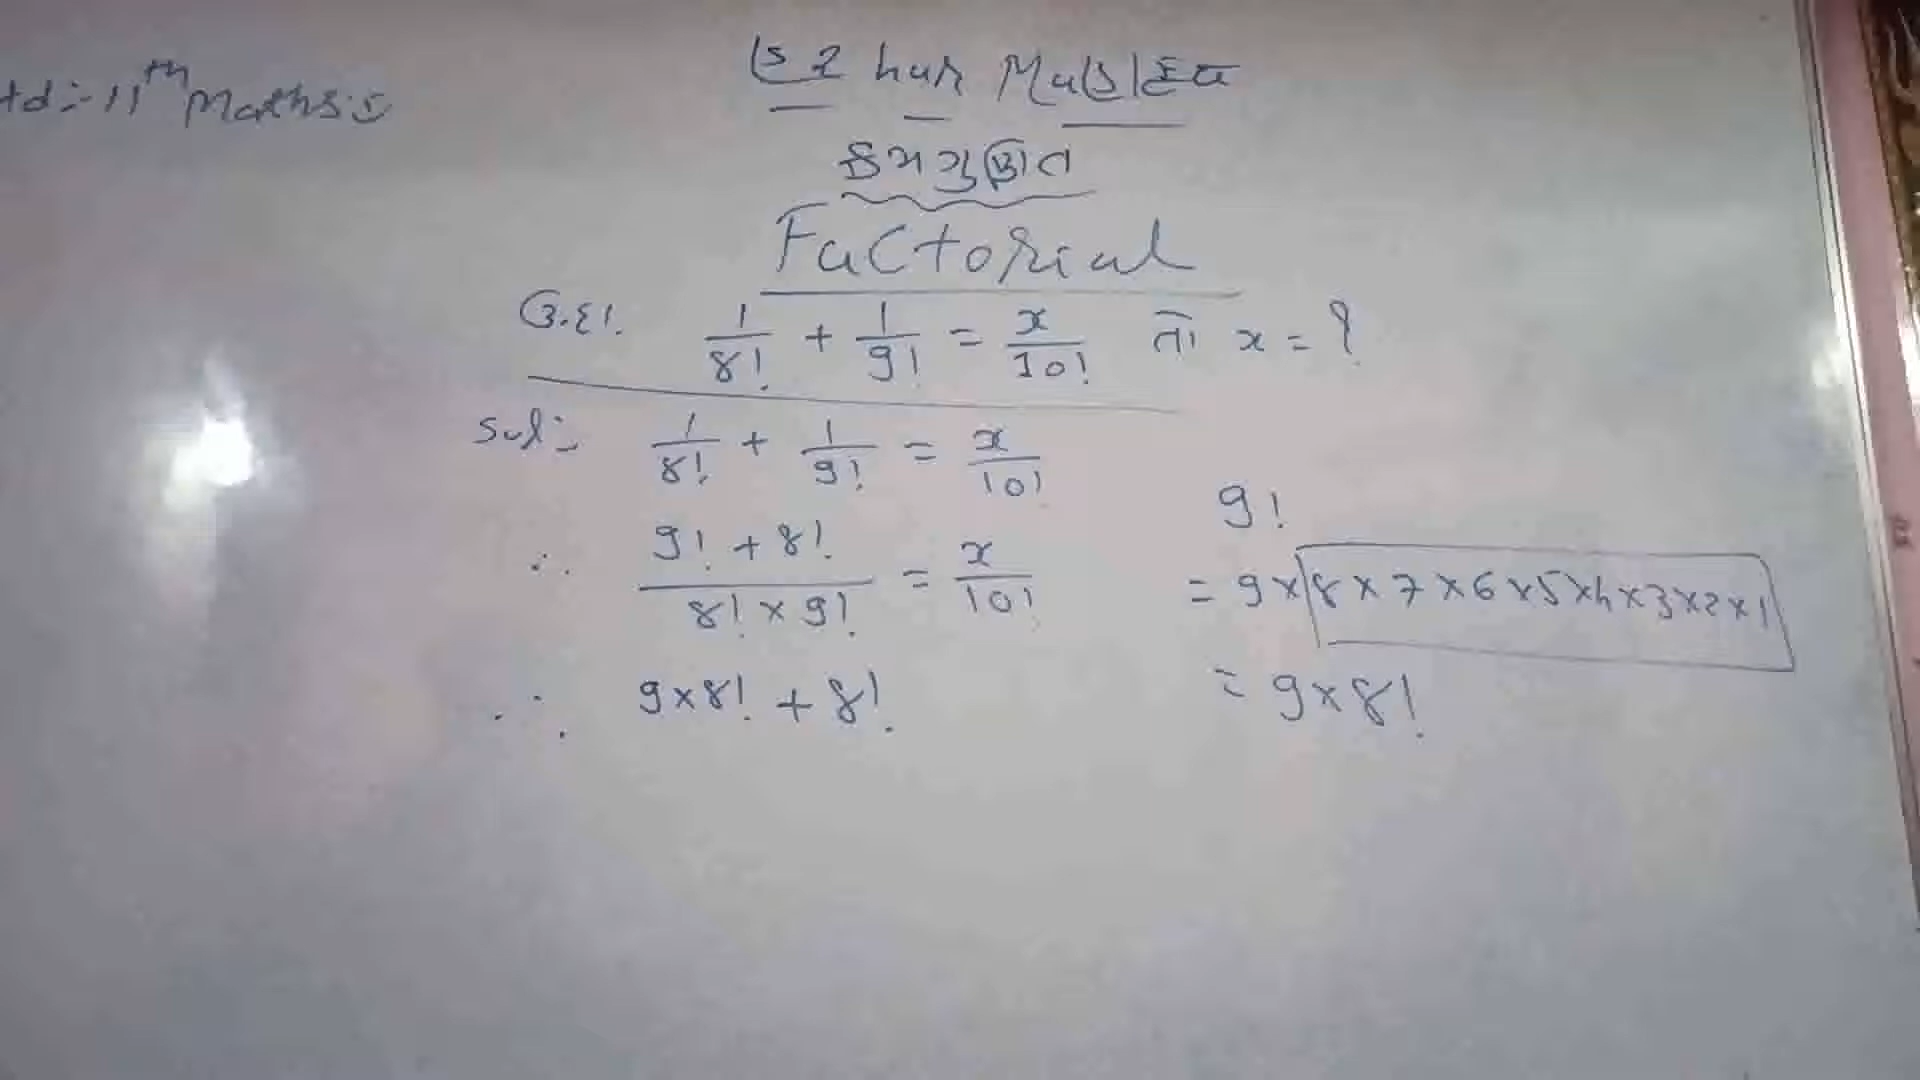 td:- 11th Maths:-
ક્રમગુણિત
Factorial
1/8! + 1/9! = x/10! તો x = ?
Sol:- 1/8! + 1/9! = x/10!
∴ 9! + 8! / 8! × 9! = x/10!
∴ 9×8! + 8!
9!
= 9×8×7×6×5×4×3×2×1
= 9×8!